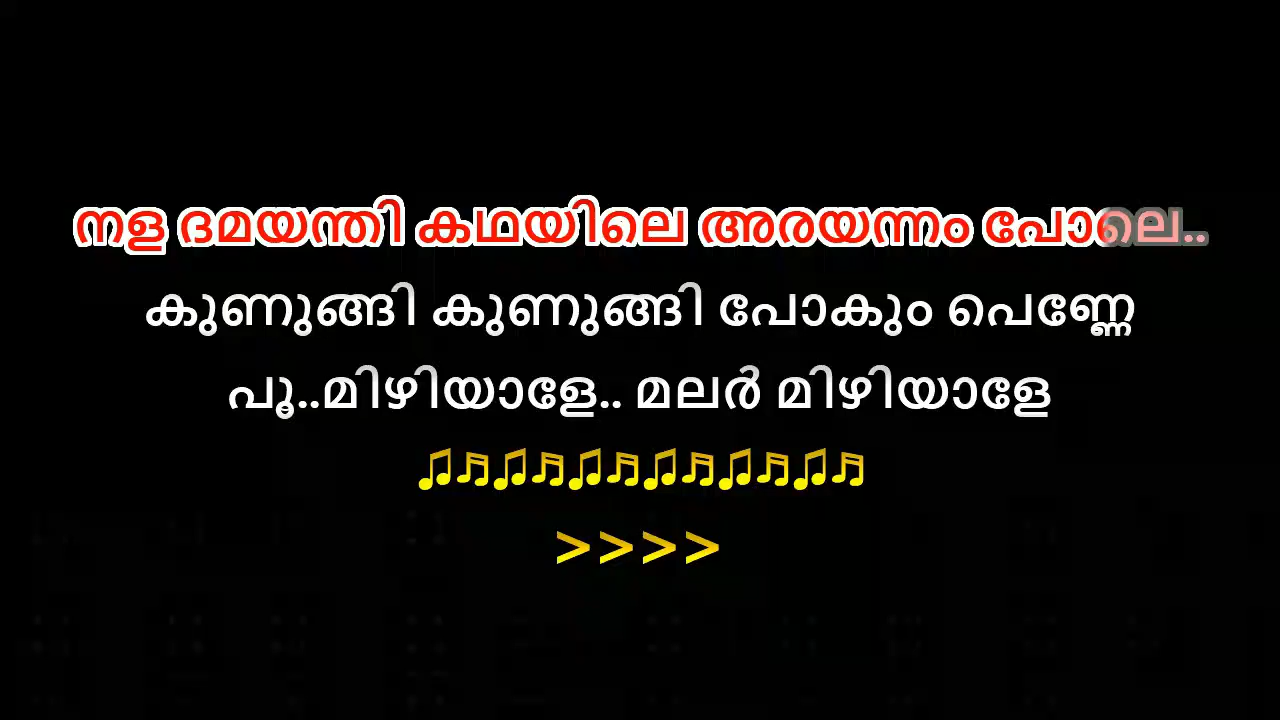 നള ദമയന്തി കഥയിലെ അരയന്നം പോലെ..
കുണുങ്ങി കുണുങ്ങി പോകും പെണ്ണേ
പൂ..മിഴിയാളേ.. മലർ മിഴിയാളേ
♫♬♫♬♫♬♫♬♫♬♫♬
>>>>